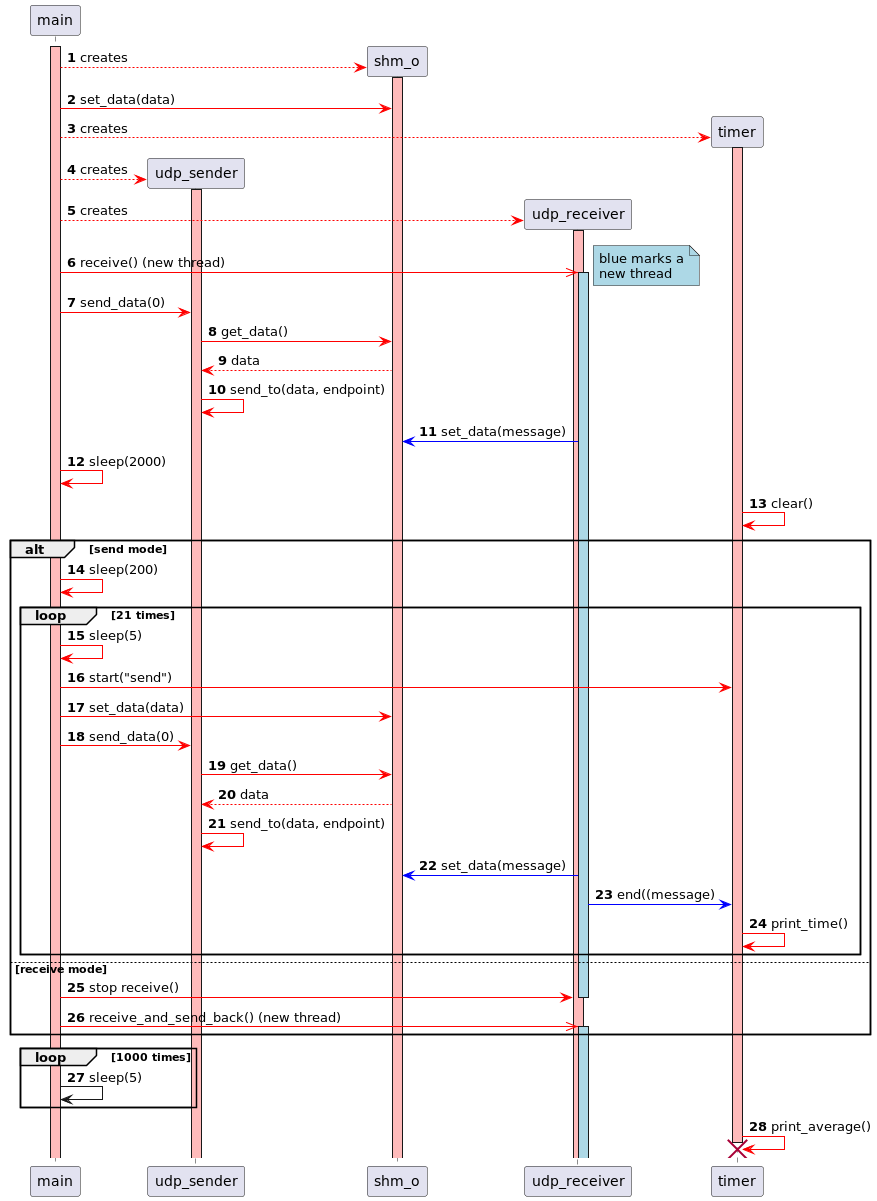 main
1 creates
shm_o
2 set_data(data)
3 creates
timer
4 creates
udp_sender
5 creates
udp_receiver
6 receive() (new thread)
blue marks a
new thread
7 send_data(0)
8 get_data()
9 data
10 send_to(data, endpoint)
11 set_data(message)
12 sleep(2000)
13 clear()
alt [send mode]
14 sleep(200)
loop [21 times]
15 sleep(5)
16 start("send")
17 set_data(data)
18 send_data(0)
19 get_data()
20 data
21 send_to(data, endpoint)
22 set_data(message)
23 end((message)
24 print_time()
[receive mode]
25 stop receive()
26 receive_and_send_back() (new thread)
loop [1000 times]
27 sleep(5)
28 print_average()
main udp_sender shm_o udp_receiver timer